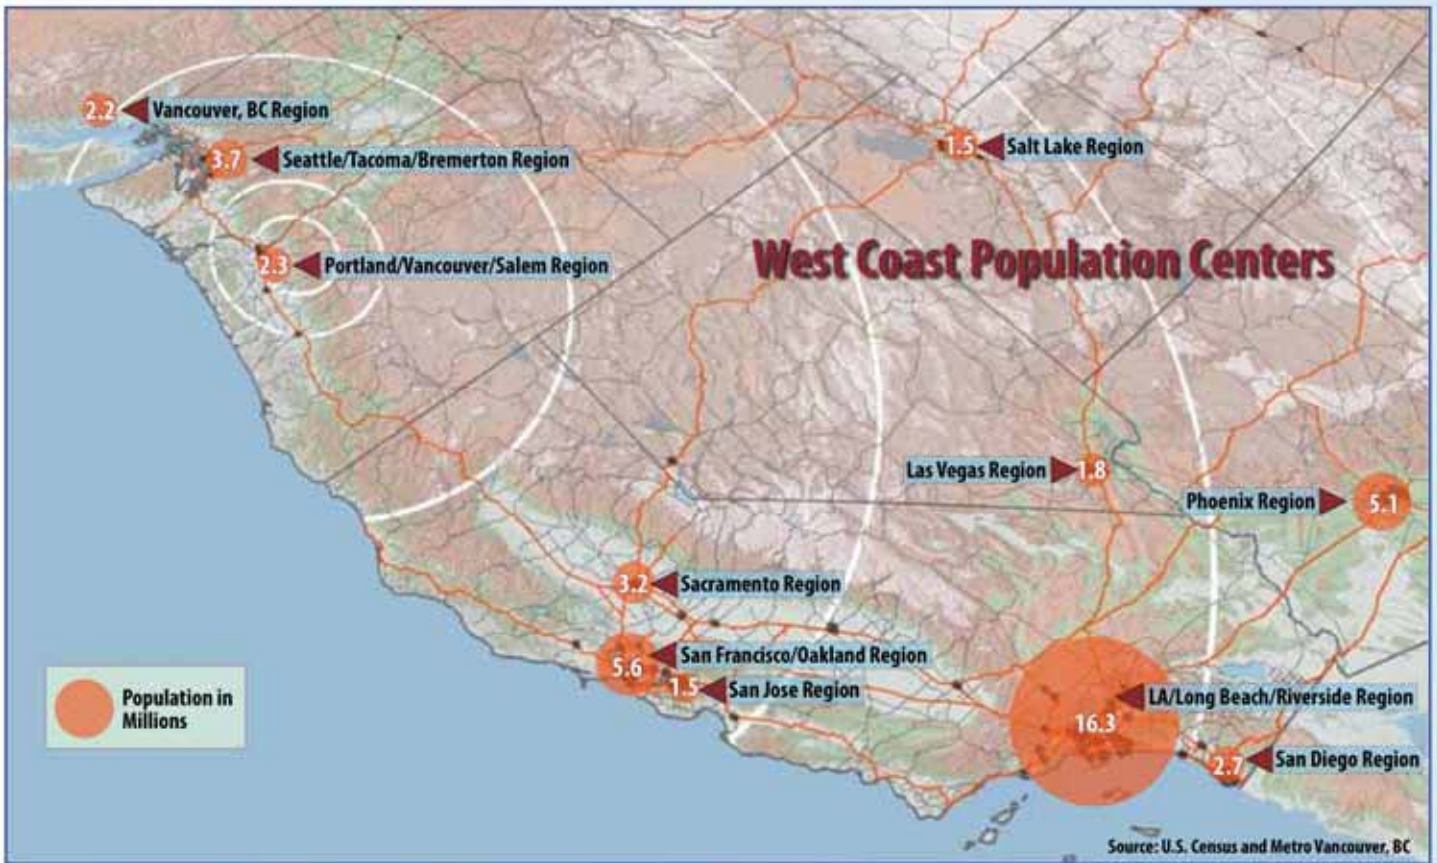 West Coast Population Centers
2.2 Vancouver, BC Region
3.7 Seattle/Tacoma/Bremerton Region
1.5 Salt Lake Region
2.3 Portland/Vancouver/Salem Region
Las Vegas Region 1.8
Phoenix Region 5.1
3.2 Sacramento Region
5.6 San Francisco/Oakland Region
1.5 San Jose Region
16.3 LA/Long Beach/Riverside Region
2.7 San Diego Region
Population in
Millions
Source: U.S. Census and Metro Vancouver, BC